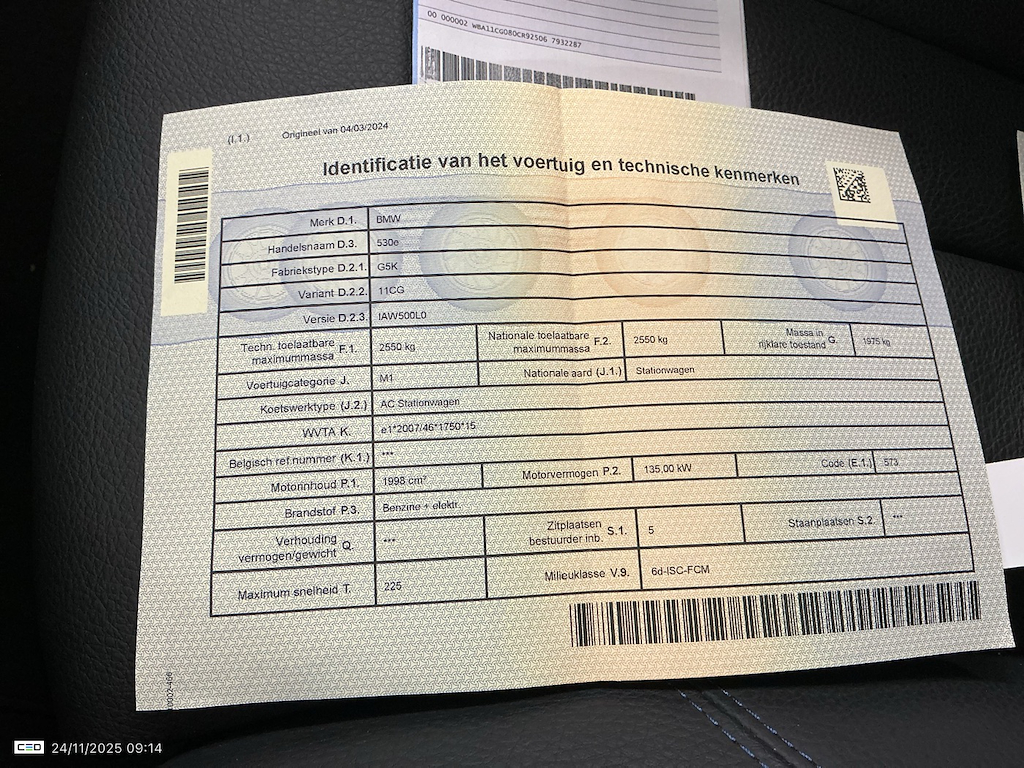 00 000002 WBA11CG080CR92506 7932287
(I.1.) Origineel van 04/03/2024
Identificatie van het voertuig en technische kenmerken
Merk D.1. BMW
Handelsnaam D.3. 530e
Fabriekstype D.2.1. G5K
Variant D.2.2. 11CG
Versie D.2.3. IAW500L0
Techn. toelaatbare maximummassa F.1. 2550 kg Nationale toelaatbare maximummassa F.2. 2550 kg Massa in rijklare toestand G. 1975 kg
Voertuigcategorie J. M1 Nationale aard (J.1.) Stationwagen
Koetswerktype (J.2.) AC Stationwagen
WVTA K. e1*2007/46*1750*15
Belgisch ref.nummer (K.1.) ***
Motorinhoud P.1. 1998 cm³ Motorvermogen P.2. 135,00 kW Code (E.1.) 573
Brandstof P.3. Benzine + elektr.
Verhouding vermogen/gewicht Q. *** Zitplaatsen bestuurder inb. S.1. 5 Staanplaatsen S.2. ***
Maximum snelheid T. 225 Milieuklasse V.9. 6d-ISC-FCM
CEO 24/11/2025 09:14